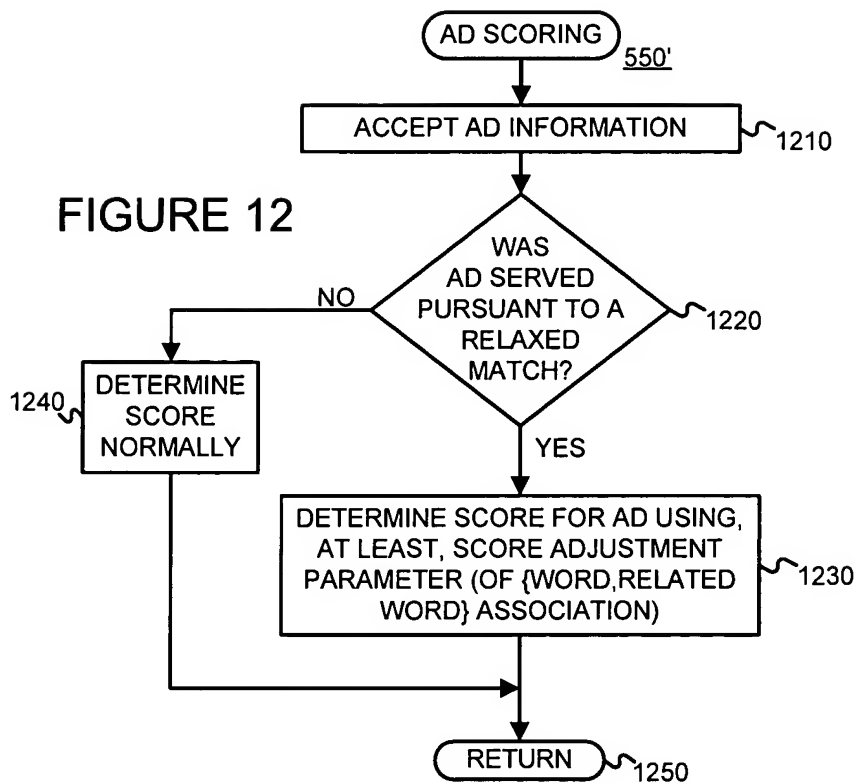 AD SCORING
550'
ACCEPT AD INFORMATION
1210
FIGURE 12
WAS
AD SERVED
PURSUANT TO A
RELAXED
MATCH?
1220
NO
DETERMINE
SCORE
NORMALLY
1240
YES
DETERMINE SCORE FOR AD USING,
AT LEAST, SCORE ADJUSTMENT
PARAMETER (OF {WORD,RELATED
WORD} ASSOCIATION)
1230
RETURN
1250